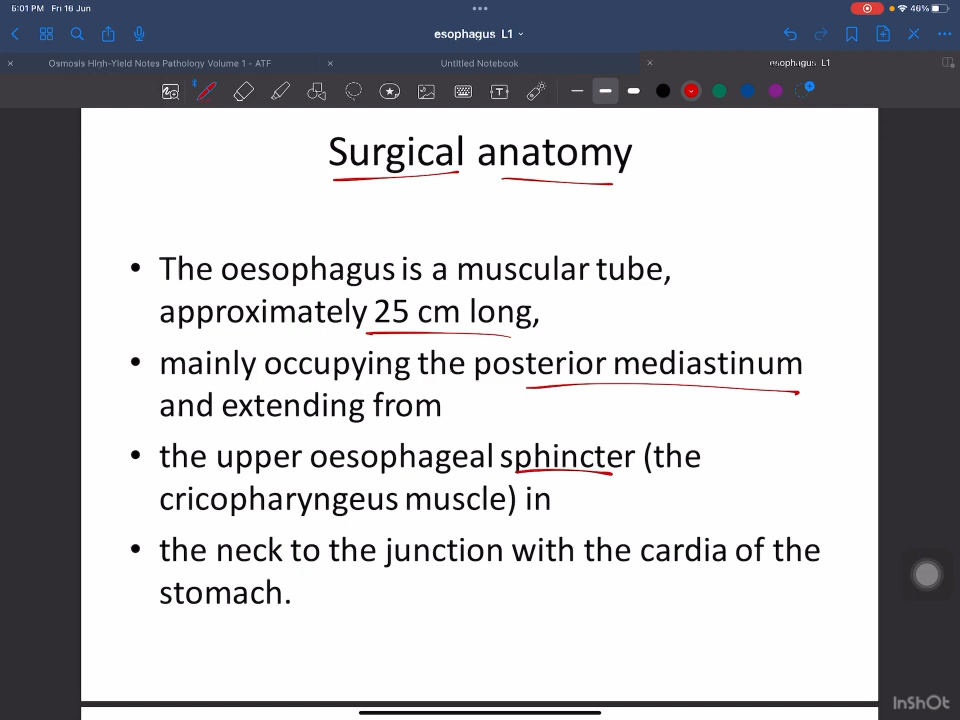 5:01 PM Fri 16 Jun
46%
esophagus L1
Osmosis High-Yield Notes Pathology Volume 1 - ATF
Untitled Notebook
esophagus L1
Surgical anatomy
• The oesophagus is a muscular tube,
approximately 25 cm long,
• mainly occupying the posterior mediastinum
and extending from
• the upper oesophageal sphincter (the
cricopharyngeus muscle) in
• the neck to the junction with the cardia of the
stomach.
InShOt